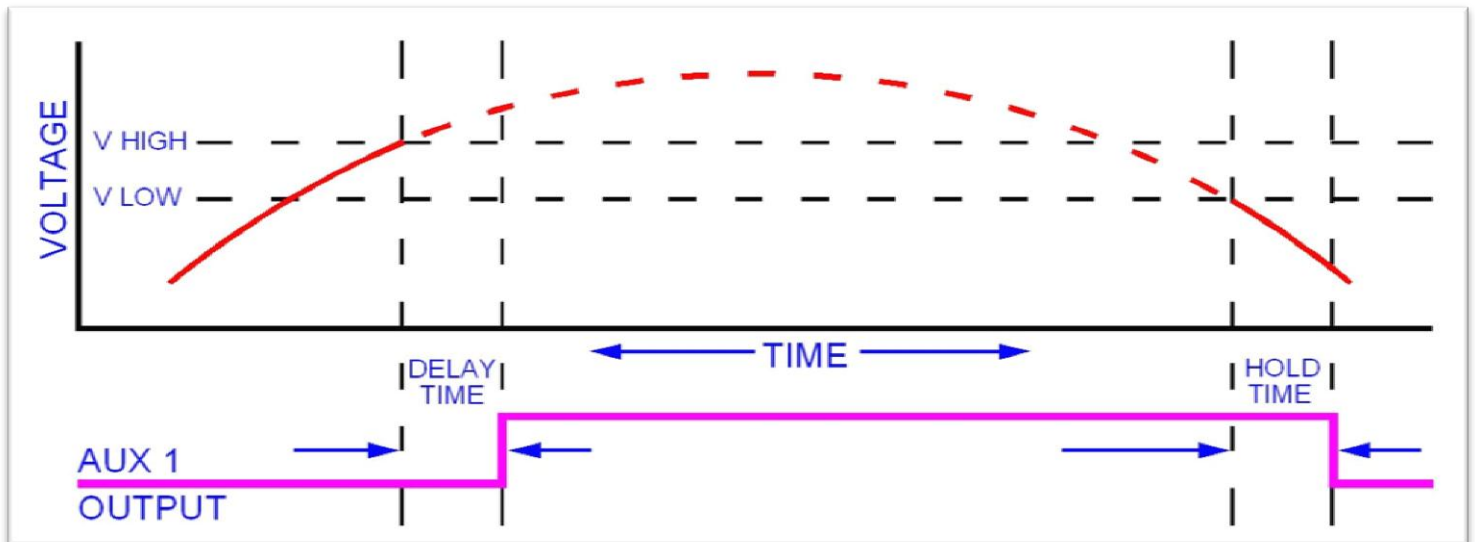 VOLTAGE
V HIGH
V LOW
TIME
DELAY
TIME
HOLD
TIME
AUX 1
OUTPUT